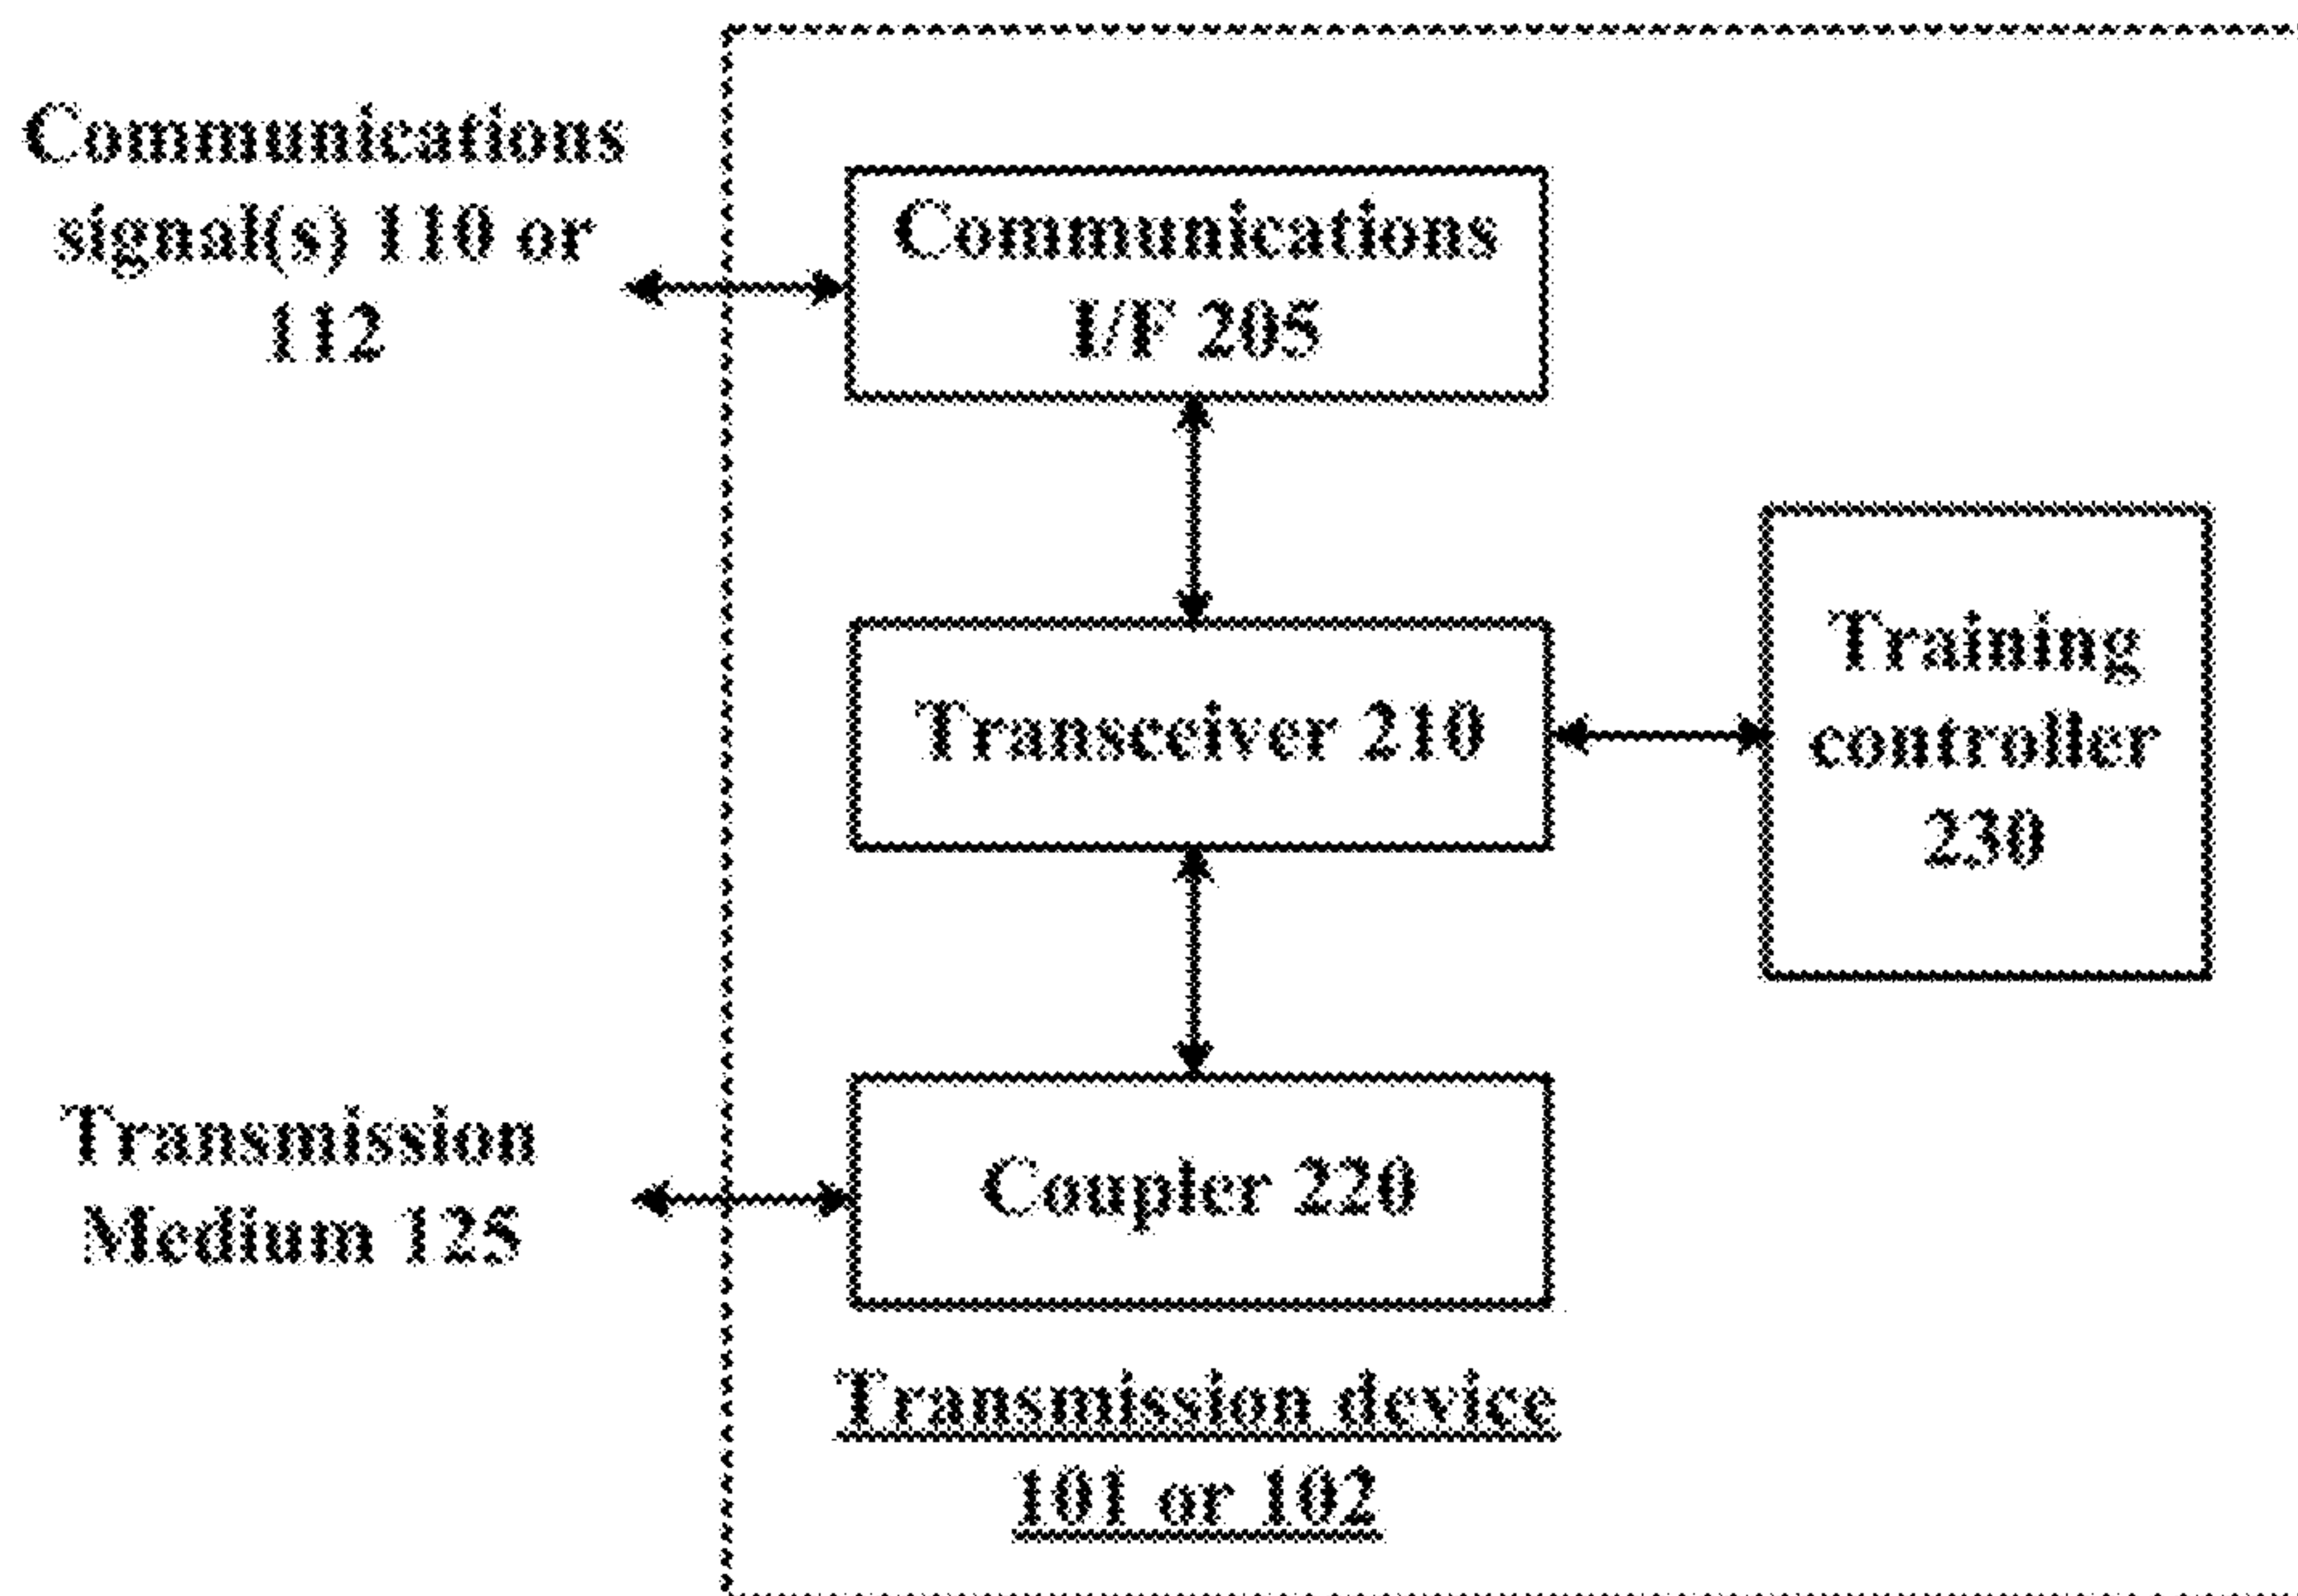 Communications
signal(s) 110 or
112
Communications
I/F 205
Transceiver 210
Training
controller
230
Transmission
Medium 125
Coupler 220
Transmission device
101 or 102